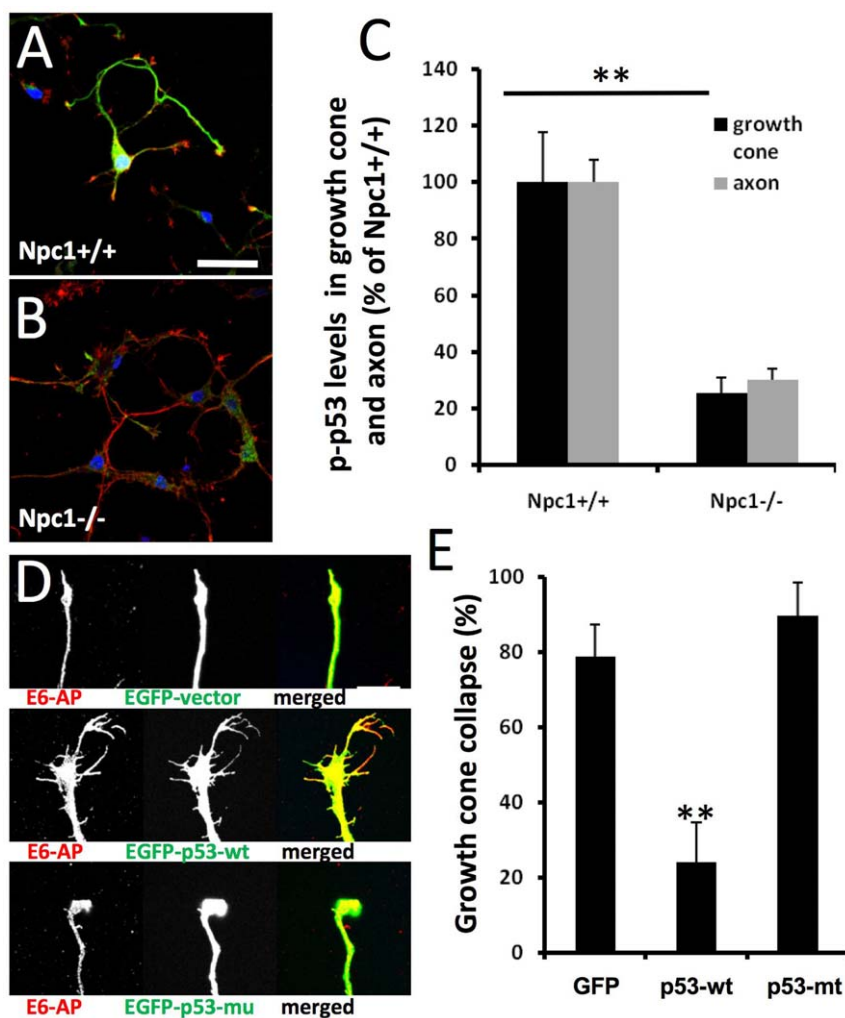 A
Npc1+/+
B
Npc1-/-
C
p-p53 levels in growth cone
and axon (% of Npc1+/+)
140
120
100
80
60
40
20
0
**
growth
cone
axon
Npc1+/+
Npc1-/-
D
E6-AP EGFP-vector merged
E6-AP EGFP-p53-wt merged
E6-AP EGFP-p53-mu merged
E
Growth cone collapse (%)
100
80
60
40
20
0
**
GFP
p53-wt
p53-mt